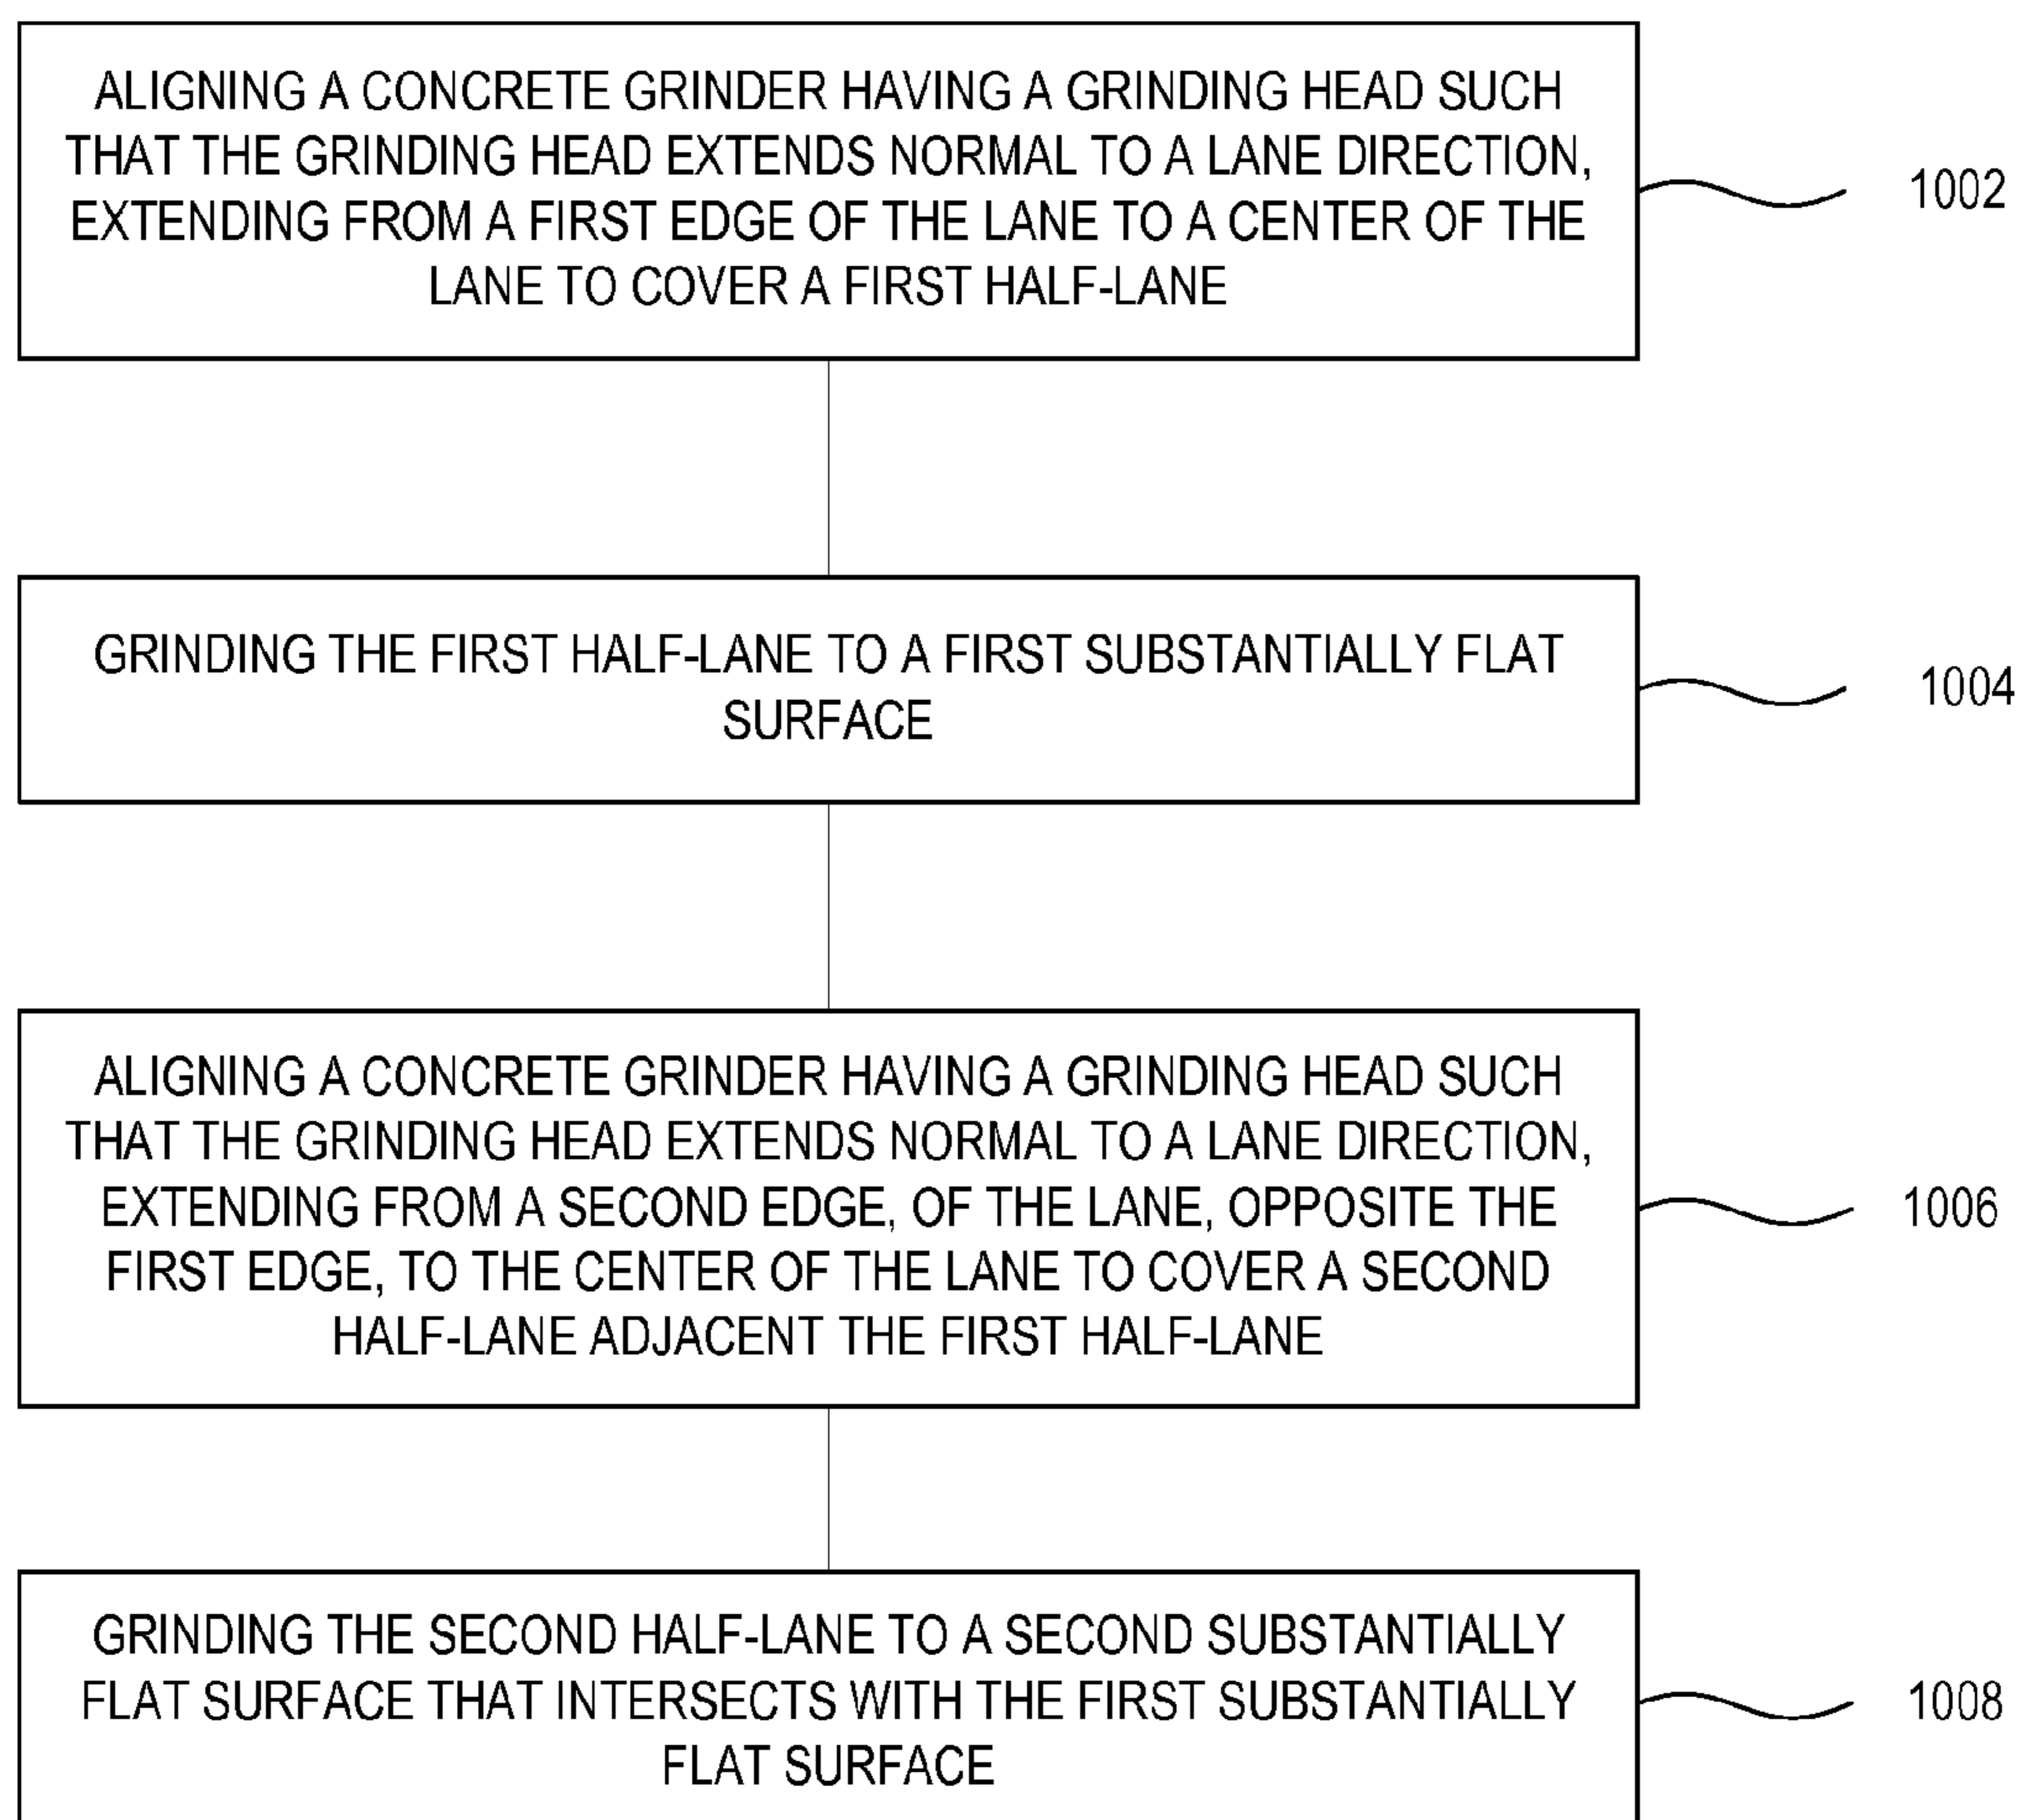 ALIGNING A CONCRETE GRINDER HAVING A GRINDING HEAD SUCH
THAT THE GRINDING HEAD EXTENDS NORMAL TO A LANE DIRECTION,
EXTENDING FROM A FIRST EDGE OF THE LANE TO A CENTER OF THE
LANE TO COVER A FIRST HALF-LANE
1002
GRINDING THE FIRST HALF-LANE TO A FIRST SUBSTANTIALLY FLAT
SURFACE
1004
ALIGNING A CONCRETE GRINDER HAVING A GRINDING HEAD SUCH
THAT THE GRINDING HEAD EXTENDS NORMAL TO A LANE DIRECTION,
EXTENDING FROM A SECOND EDGE, OF THE LANE, OPPOSITE THE
FIRST EDGE, TO THE CENTER OF THE LANE TO COVER A SECOND
HALF-LANE ADJACENT THE FIRST HALF-LANE
1006
GRINDING THE SECOND HALF-LANE TO A SECOND SUBSTANTIALLY
FLAT SURFACE THAT INTERSECTS WITH THE FIRST SUBSTANTIALLY
FLAT SURFACE
1008